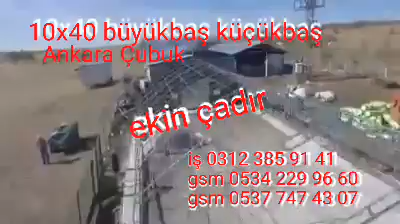 10x40 büyükbaş küçükbaş
Ankara Çubuk
ekin çadır
iş 0312 385 91 41
gsm 0534 229 96 60
gsm 0537 747 43 07